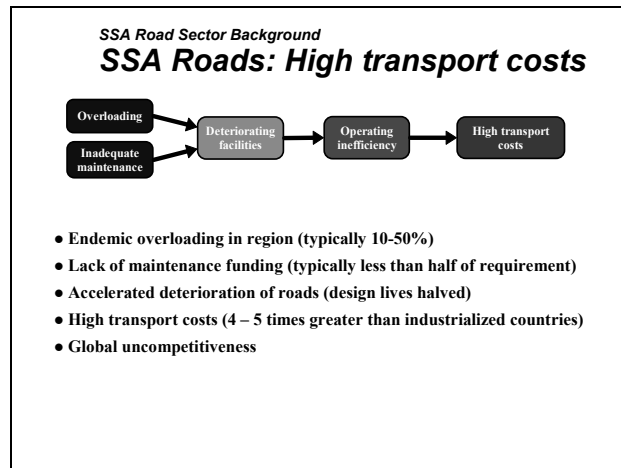 SSA Road Sector Background
SSA Roads: High transport costs
Overloading
Inadequate
maintenance
Deteriorating
facilities
Operating
inefficiency
High transport
costs
● Endemic overloading in region (typically 10-50%)
● Lack of maintenance funding (typically less than half of requirement)
● Accelerated deterioration of roads (design lives halved)
● High transport costs (4 – 5 times greater than industrialized countries)
● Global uncompetitiveness